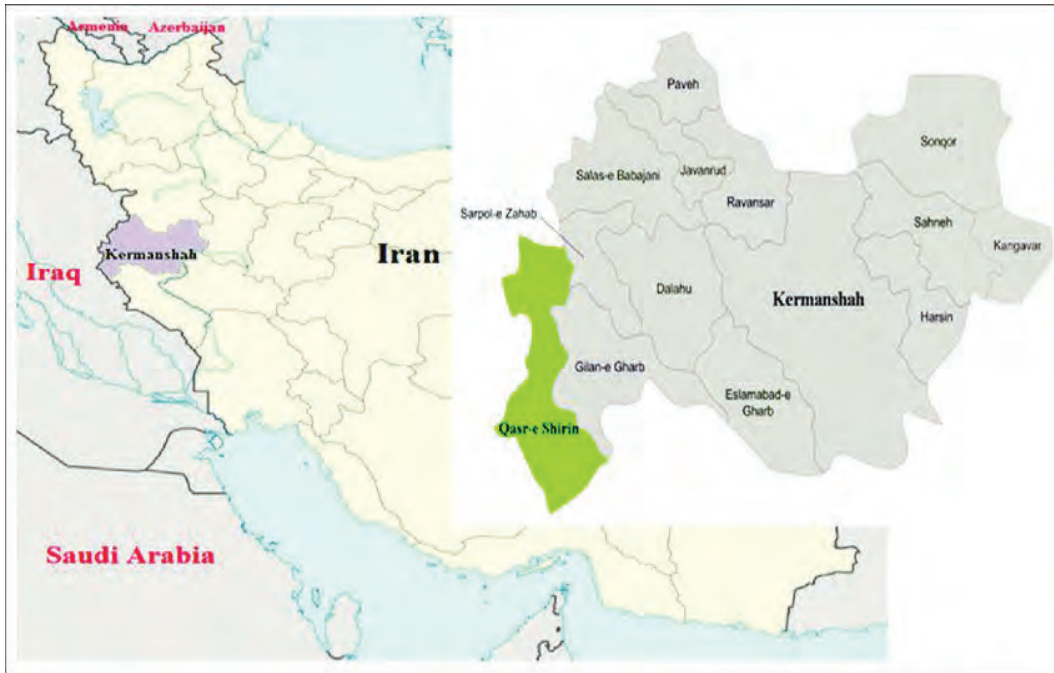 Armenia
Azerbaijan
Kermanshah
Iran
Iraq
Saudi Arabia
Paveh
Sonqor
Salas-e Babajani
Javanrud
Ravansar
Sarpol-e Zahab
Sahneh
Kangavar
Dalahu
Kermanshah
Harsin
Gilan-e Gharb
Eslamabad-e
Gharb
Qasr-e Shirin